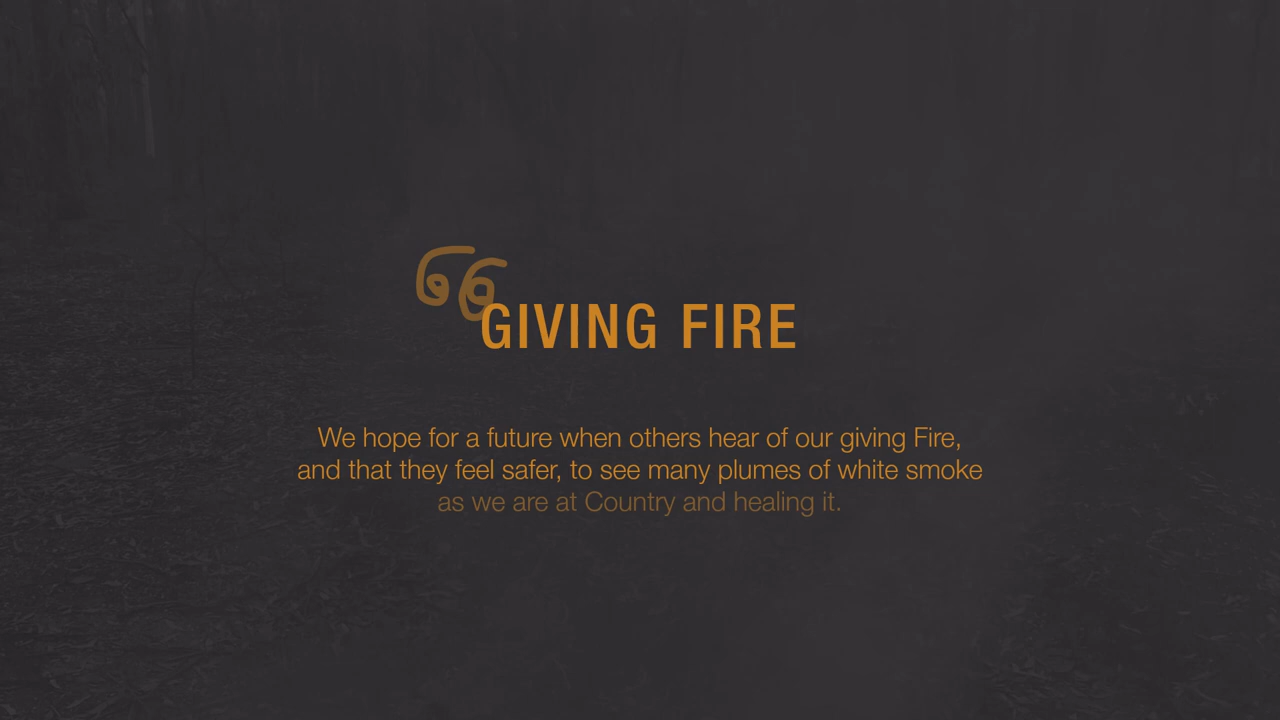 GIVING FIRE
We hope for a future when others hear of our giving Fire,
and that they feel safer, to see many plumes of white smoke
as we are at Country and healing it.